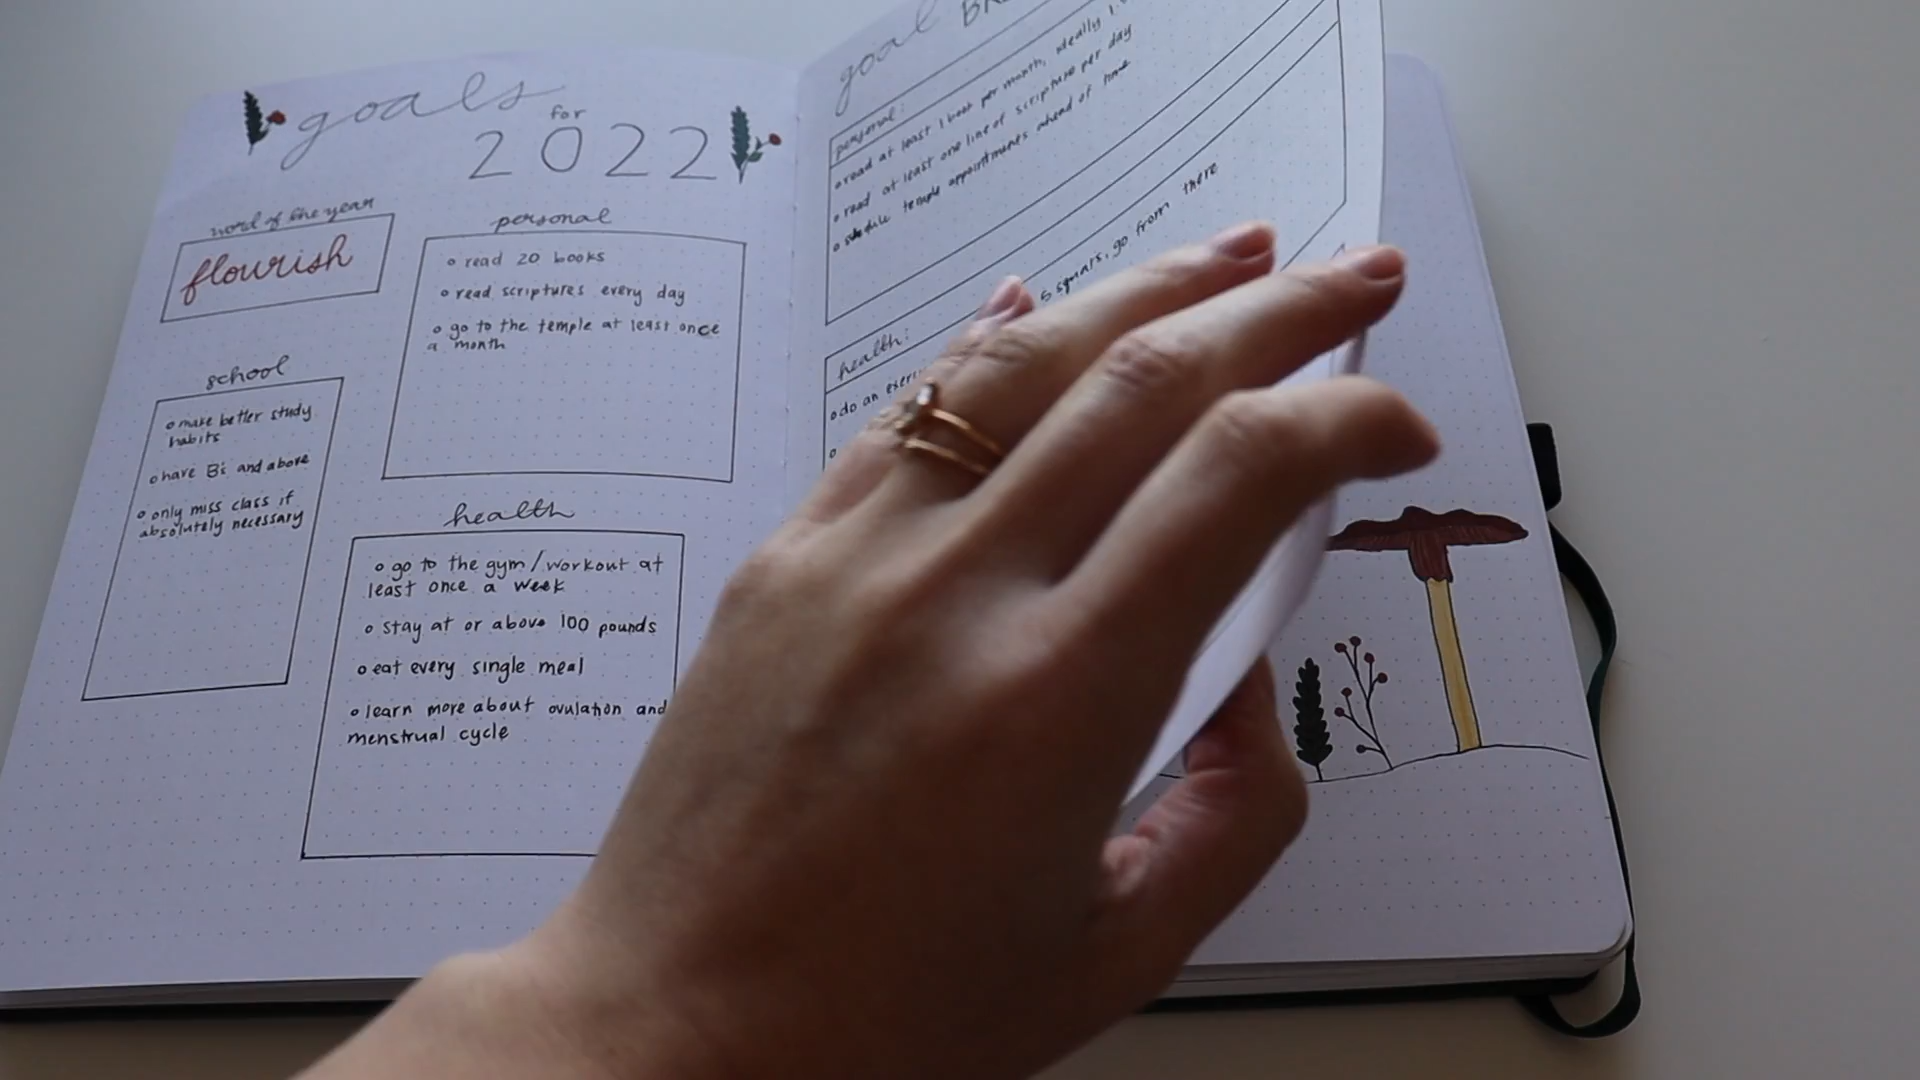 goals
for
2022
word of the year
flourish
personal
o read 20 books
o read scriptures every day
o go to the temple at least once
a month
school
o make better study
habits
o have B's and above
o only miss class if
absolutely necessary
health
o go to the gym/workout at
least once a week
o stay at or above 100 pounds
o eat every single meal
o learn more about ovulation and
menstrual cycle
goal
personal:
o read at least 1 book per month, ideally
o read at least one line of scripture per day
o schedule temple appointments ahead of time
health:
5 squats, go from there
o do an
o